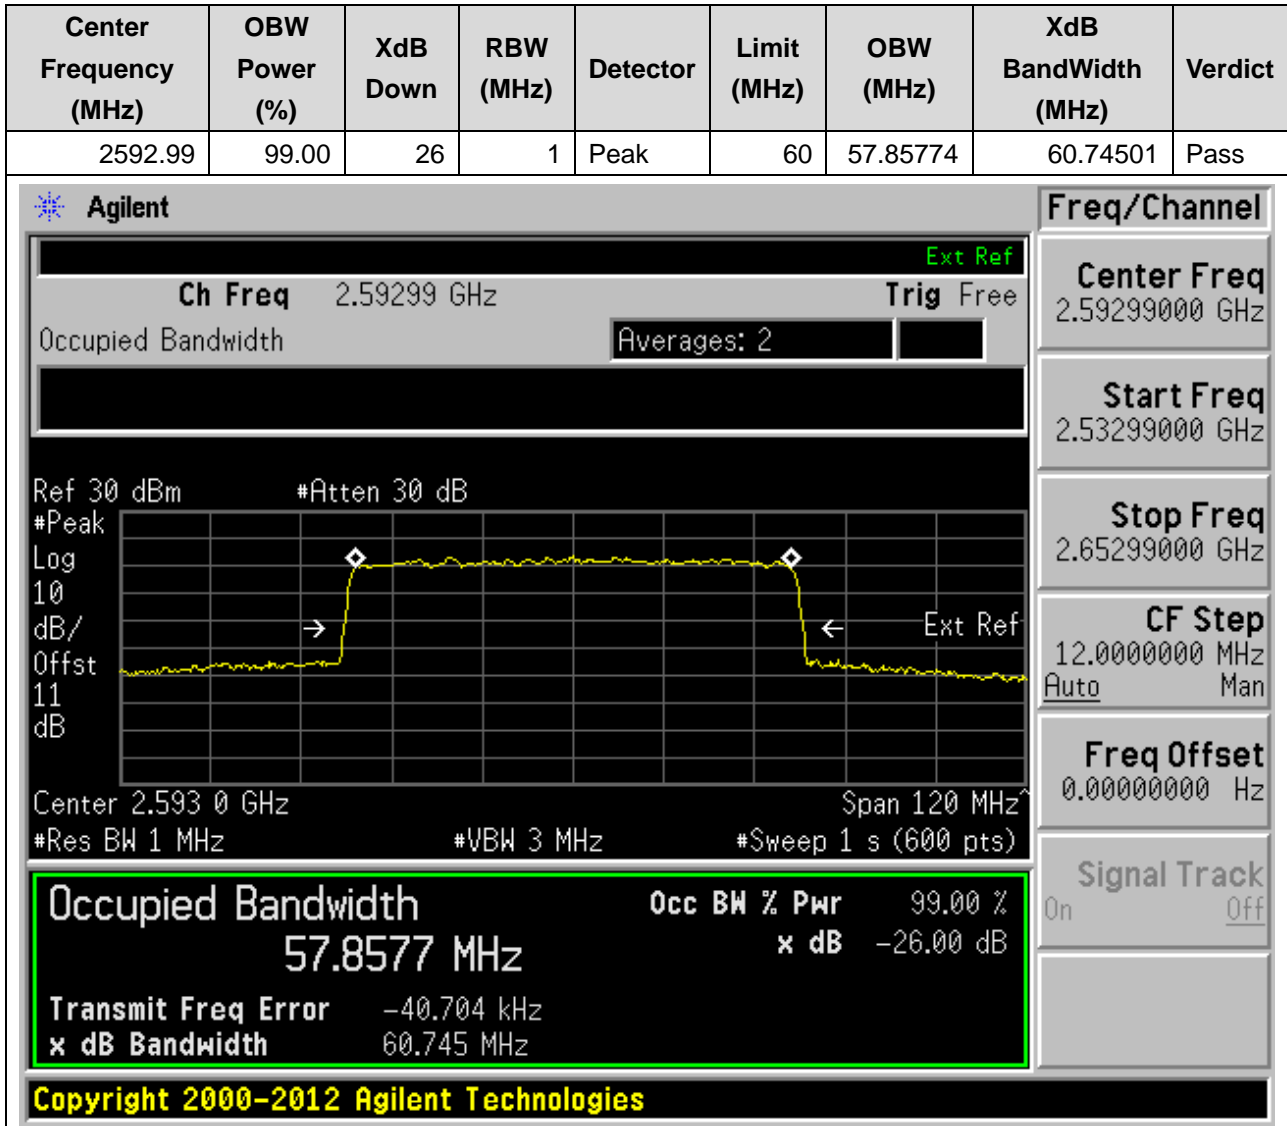 Center Frequency (MHz) OBW Power (%) XdB Down RBW (MHz) Detector Limit (MHz) OBW (MHz) XdB BandWidth (MHz) Verdict
2592.99 99.00 26 1 Peak 60 57.85774 60.74501 Pass
Agilent
Freq/Channel
Ext Ref
Ch Freq 2.59299 GHz Trig Free
Occupied Bandwidth Averages: 2
Center Freq
2.59299000 GHz
Start Freq
2.53299000 GHz
Stop Freq
2.65299000 GHz
CF Step
12.0000000 MHz
Auto Man
Freq Offset
0.00000000 Hz
Signal Track
On Off
Ref 30 dBm #Atten 30 dB
#Peak
Log
10
dB/
Offst
11
dB
Ext Ref
Center 2.593 0 GHz Span 120 MHz^
#Res BW 1 MHz #VBW 3 MHz #Sweep 1 s (600 pts)
Occupied Bandwidth
57.8577 MHz
Occ BW % Pwr 99.00 %
x dB -26.00 dB
Transmit Freq Error -40.704 kHz
x dB Bandwidth 60.745 MHz
Copyright 2000-2012 Agilent Technologies